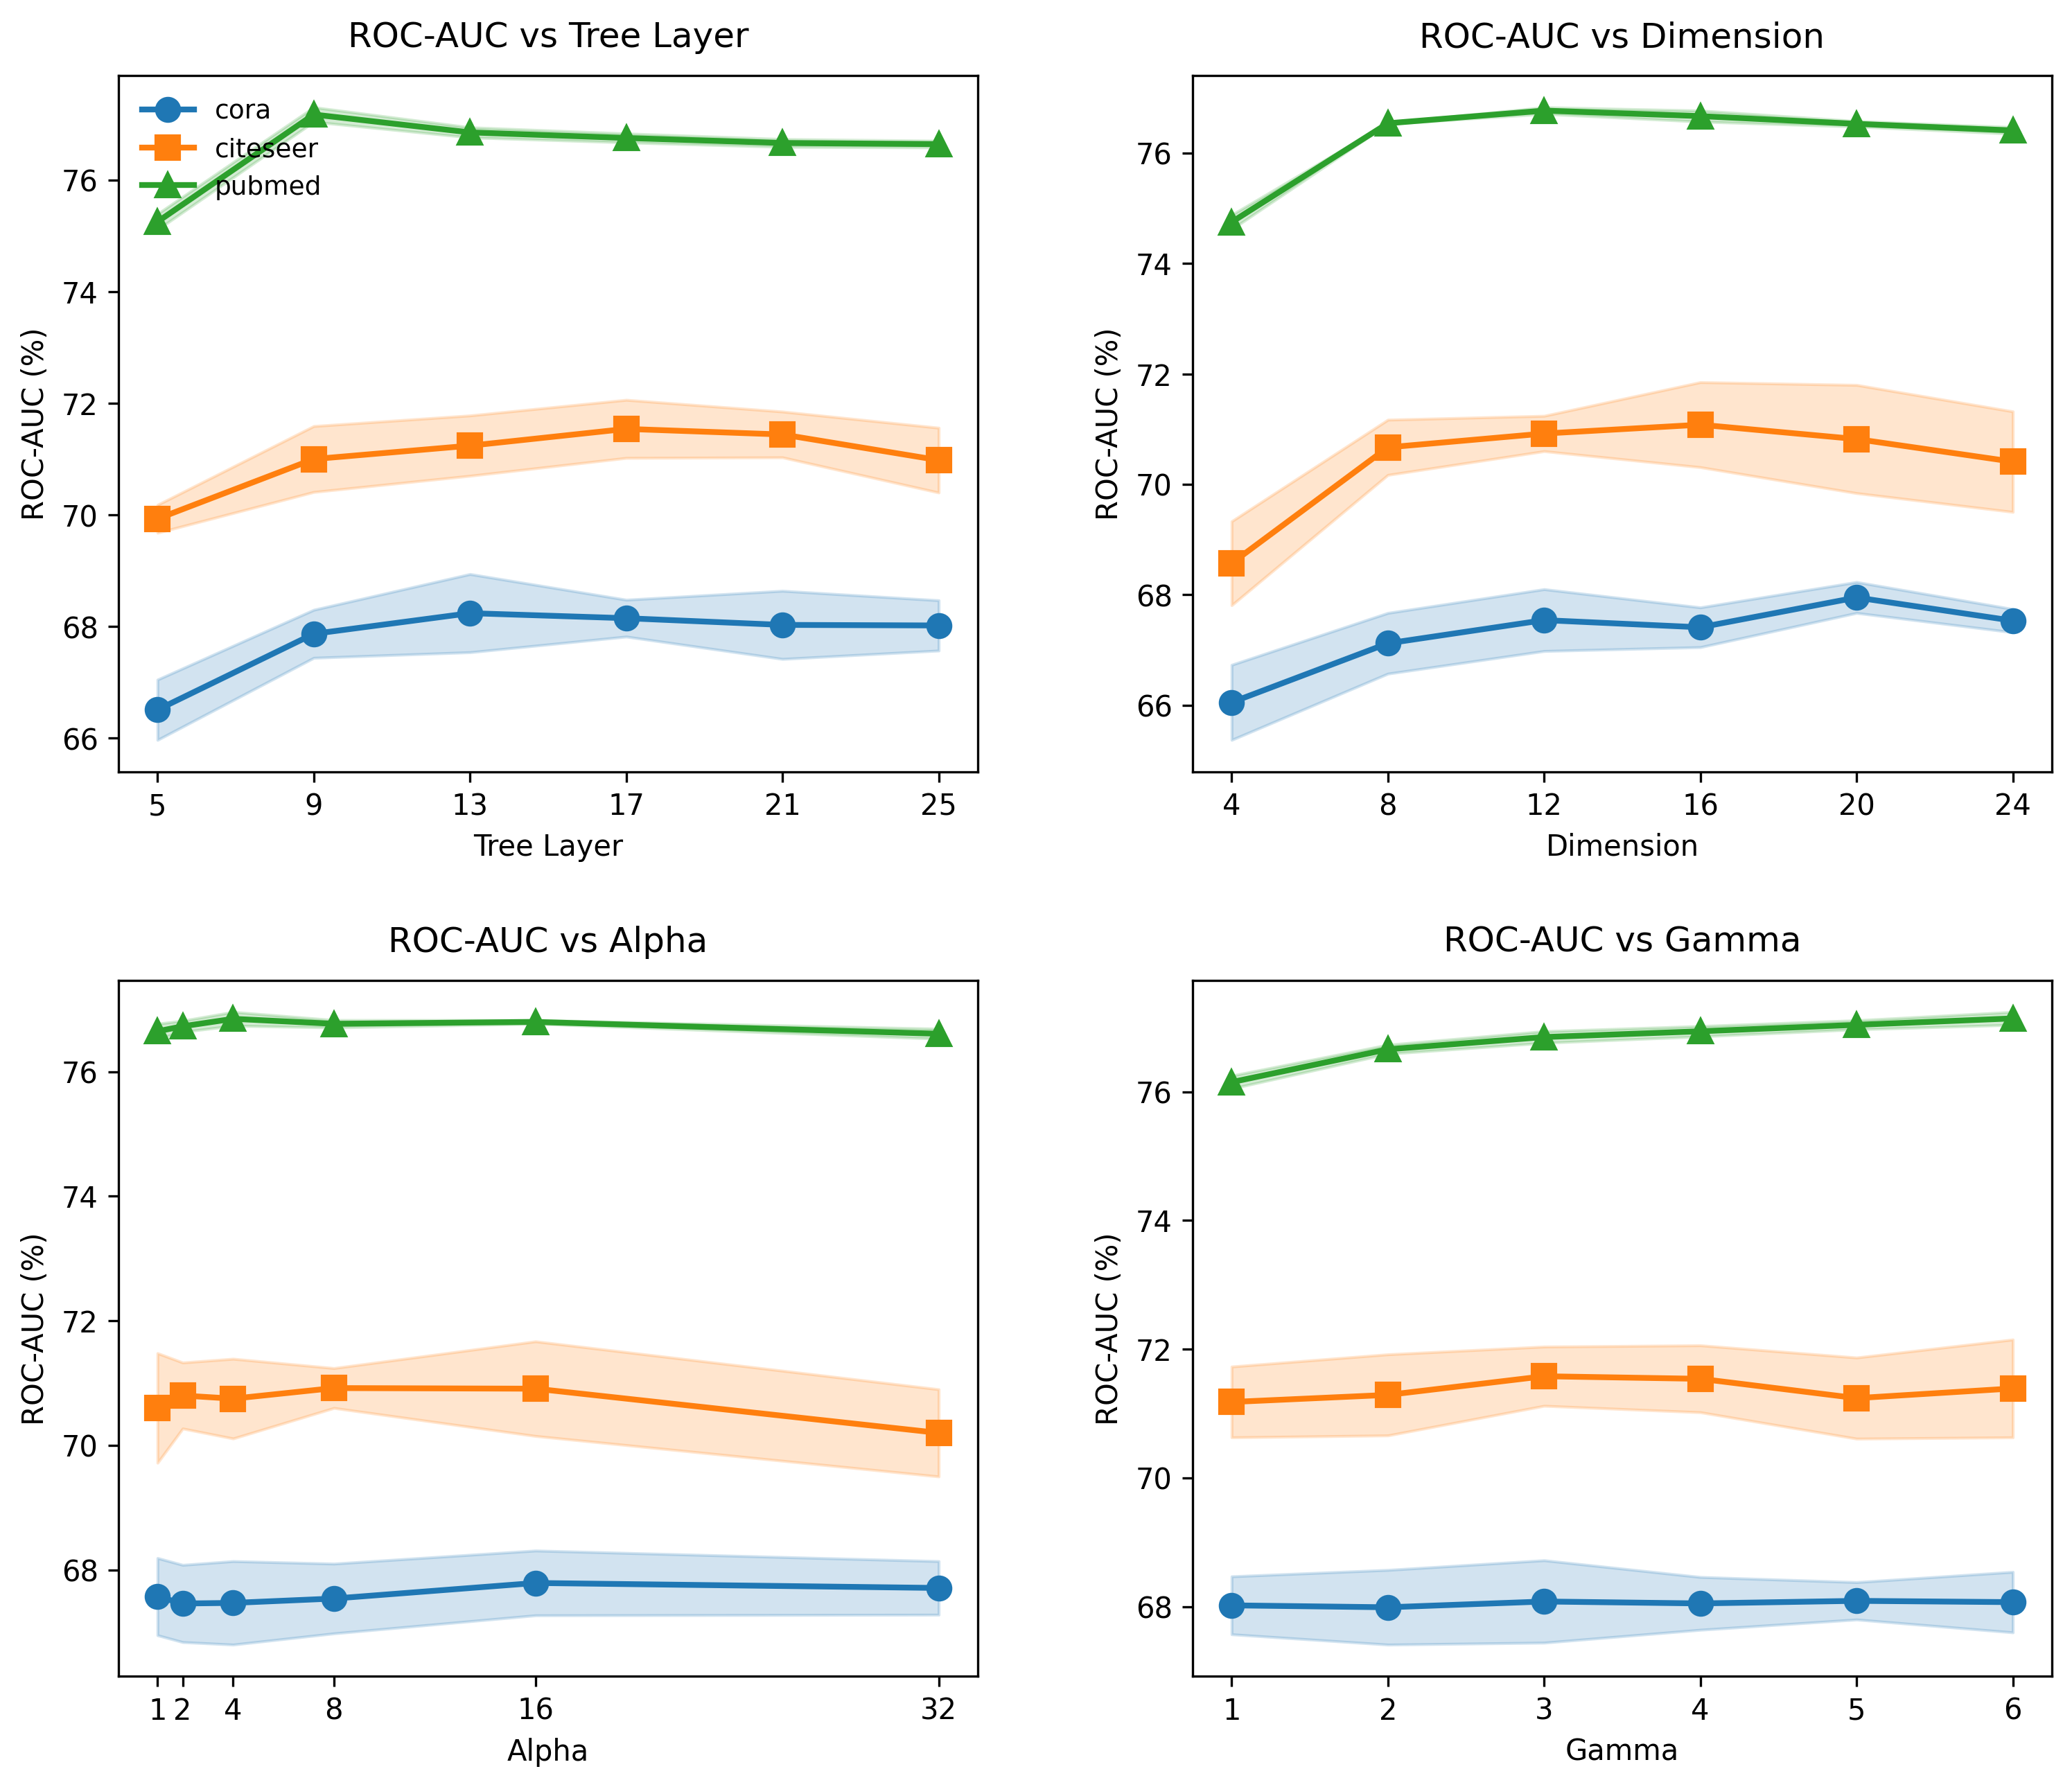 ROC-AUC vs Tree Layer
ROC-AUC (%)
76
74
72
70
68
66
cora
citeseer
pubmed
5 9 13 17 21 25
Tree Layer
ROC-AUC vs Dimension
ROC-AUC (%)
76
74
72
70
68
66
4 8 12 16 20 24
Dimension
ROC-AUC vs Alpha
ROC-AUC (%)
76
74
72
70
68
1 2 4 8 16 32
Alpha
ROC-AUC vs Gamma
ROC-AUC (%)
76
74
72
70
68
1 2 3 4 5 6
Gamma